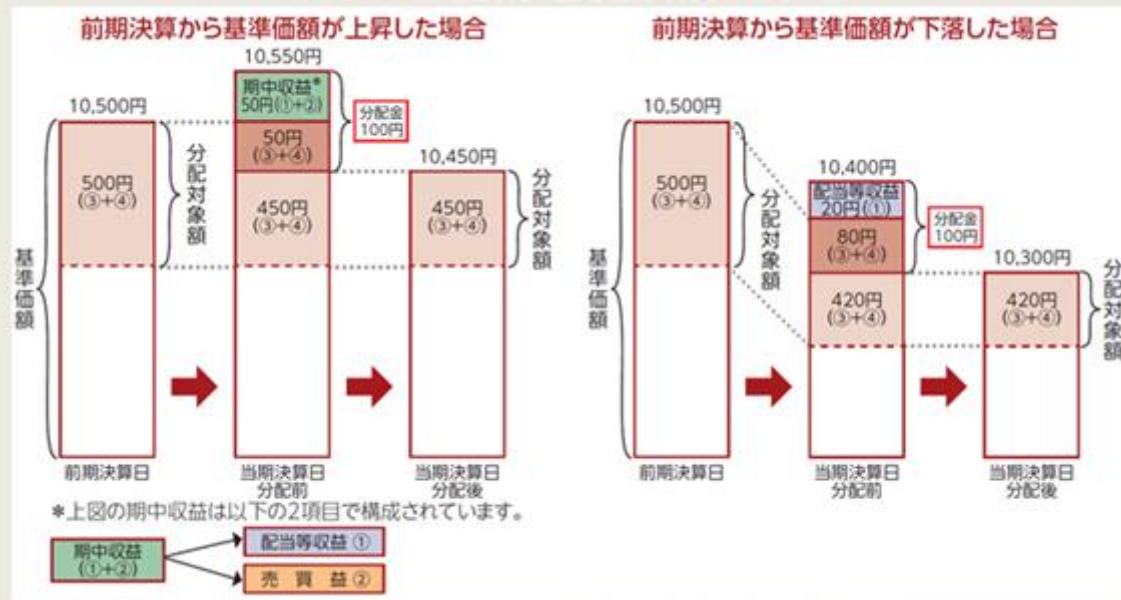 前期決算から基準価額が上昇した場合
10,500円
10,550円
期中収益*
50円(①+②)
50円
(③+④)
450円
(③+④)
分配金
100円
10,450円
500円
(③+④)
450円
(③+④)
分配対象額
分配対象額
基準価額
前期決算日
当期決算日
分配前
当期決算日
分配後
*上図の期中収益は以下の2項目で構成されています。
期中収益
(①+②)
配当等収益 ①
売 買 益 ②
前期決算から基準価額が下落した場合
10,500円
500円
(③+④)
分配対象額
基準価額
10,400円
配当等収益
20円(①)
80円
(③+④)
420円
(③+④)
分配金
100円
10,300円
420円
(③+④)
分配対象額
前期決算日
当期決算日
分配前
当期決算日
分配後